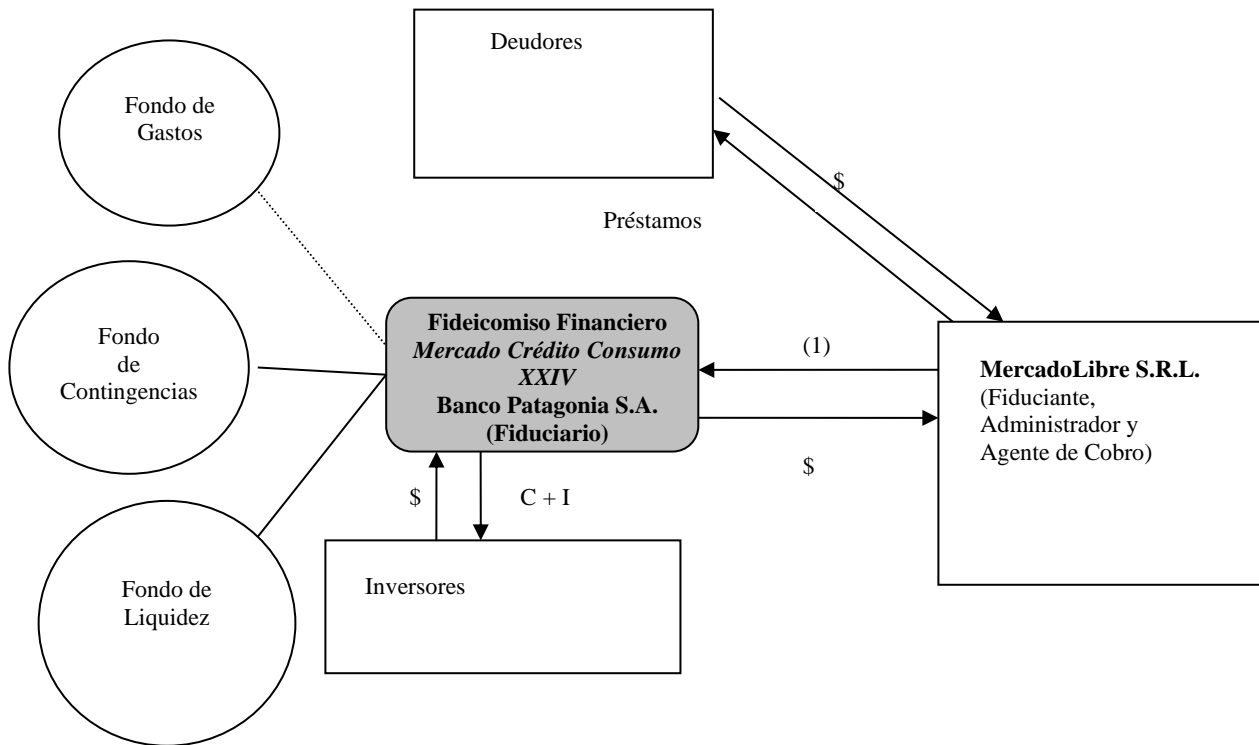 Deudores
Fondo de
Gastos
$
Préstamos
Fondo
de
Contingencias
Fideicomiso Financiero
Mercado Crédito Consumo
XXIV
Banco Patagonia S.A.
(Fiduciario)
(1)
MercadoLibre S.R.L.
(Fiduciante,
Administrador y
Agente de Cobro)
$
$
C + I
Fondo de
Liquidez
Inversores